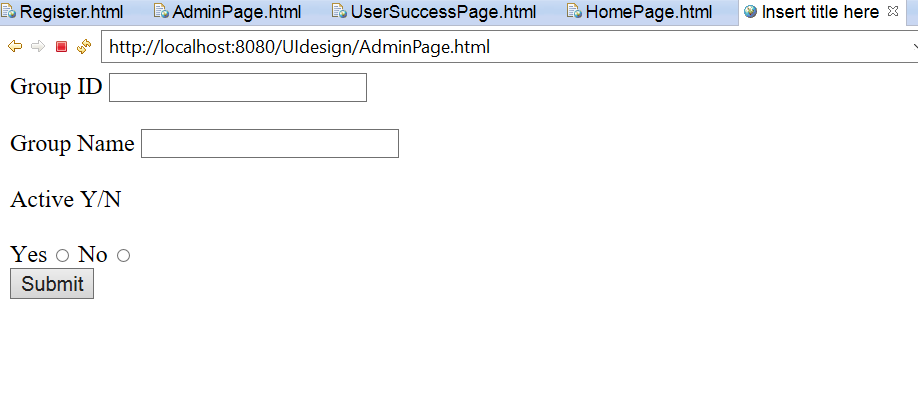 Register.html AdminPage.html UserSuccessPage.html HomePage.html Insert title here
http://localhost:8080/UIdesign/AdminPage.html
Group ID
Group Name
Active Y/N
Yes No
Submit